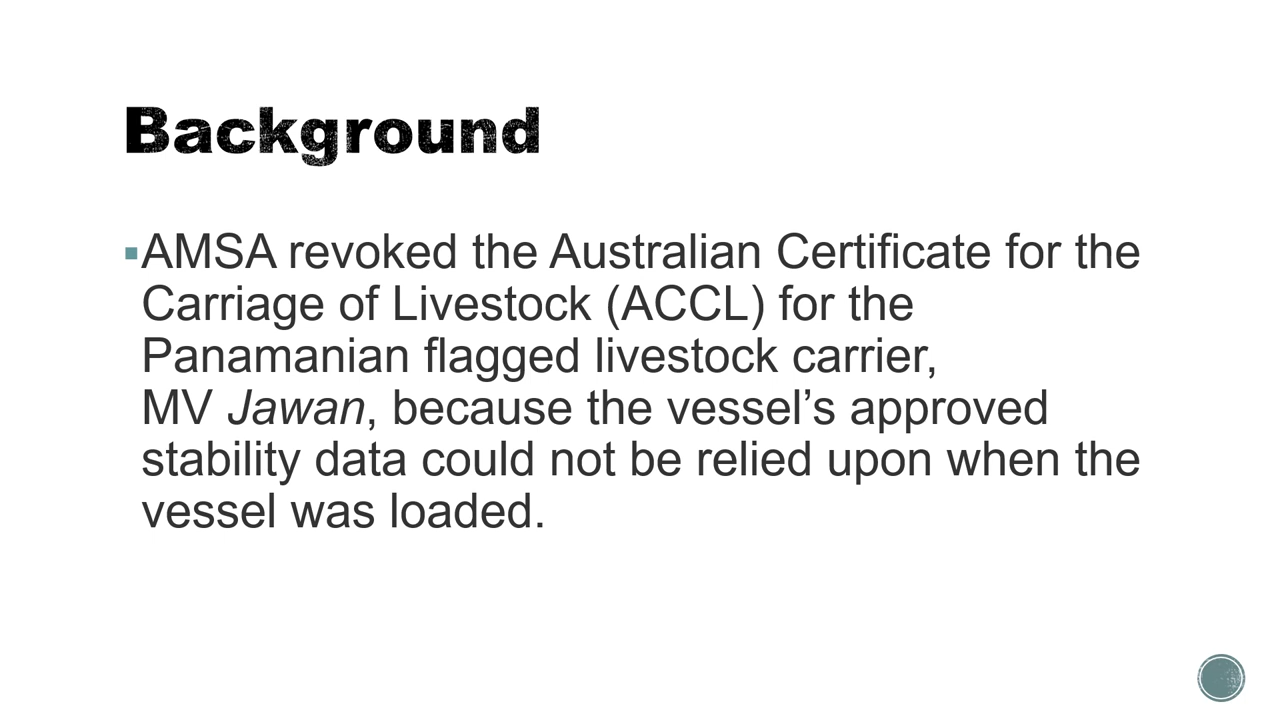 Background
▪AMSA revoked the Australian Certificate for the
Carriage of Livestock (ACCL) for the
Panamanian flagged livestock carrier,
MV Jawan, because the vessel’s approved
stability data could not be relied upon when the
vessel was loaded.